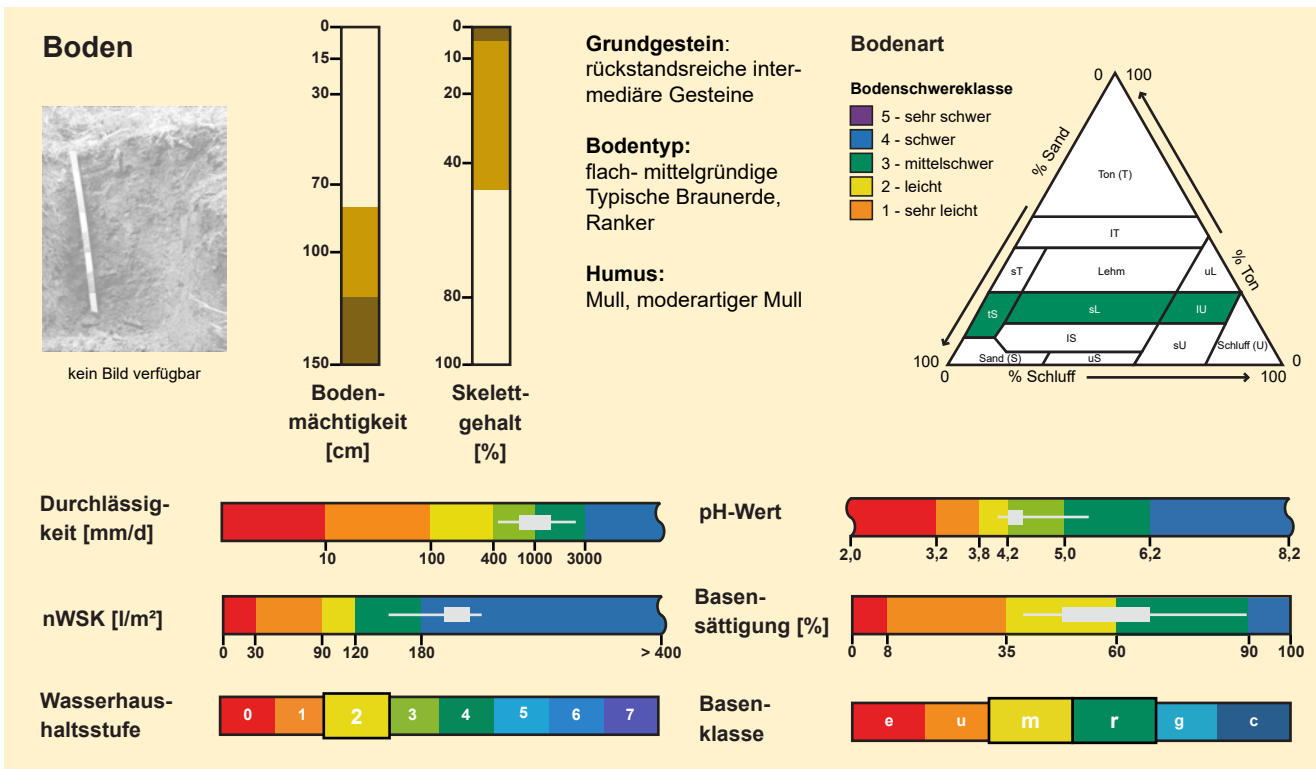 Boden
kein Bild verfügbar
0
15
30
70
100
150
Boden-
mächtigkeit
[cm]
0
10
20
40
80
100
Skelett-
gehalt
[%]
Grundgestein:
rückstandsreiche inter-
mediäre Gesteine
Bodentyp:
flach- mittelgründige
Typische Braunerde,
Ranker
Humus:
Mull, moderartiger Mull
Bodenart
Bodenschwereklasse
5 - sehr schwer
4 - schwer
3 - mittelschwer
2 - leicht
1 - sehr leicht
0 100
% Sand
% Ton
Ton (T)
lT
sT Lehm uL
tS sL lU
lS
Sand (S) uS sU Schluff (U)
100 0
0 % Schluff 100
Durchlässig-
keit [mm/d]
10 100 400 1000 3000
pH-Wert
2,0 3,2 3,8 4,2 5,0 6,2 8,2
nWSK [l/m²]
0 30 90 120 180 > 400
Basen-
sättigung [%]
0 8 35 60 90 100
Wasserhaus-
haltsstufe
0 1 2 3 4 5 6 7
Basen-
klasse
e u m r g c